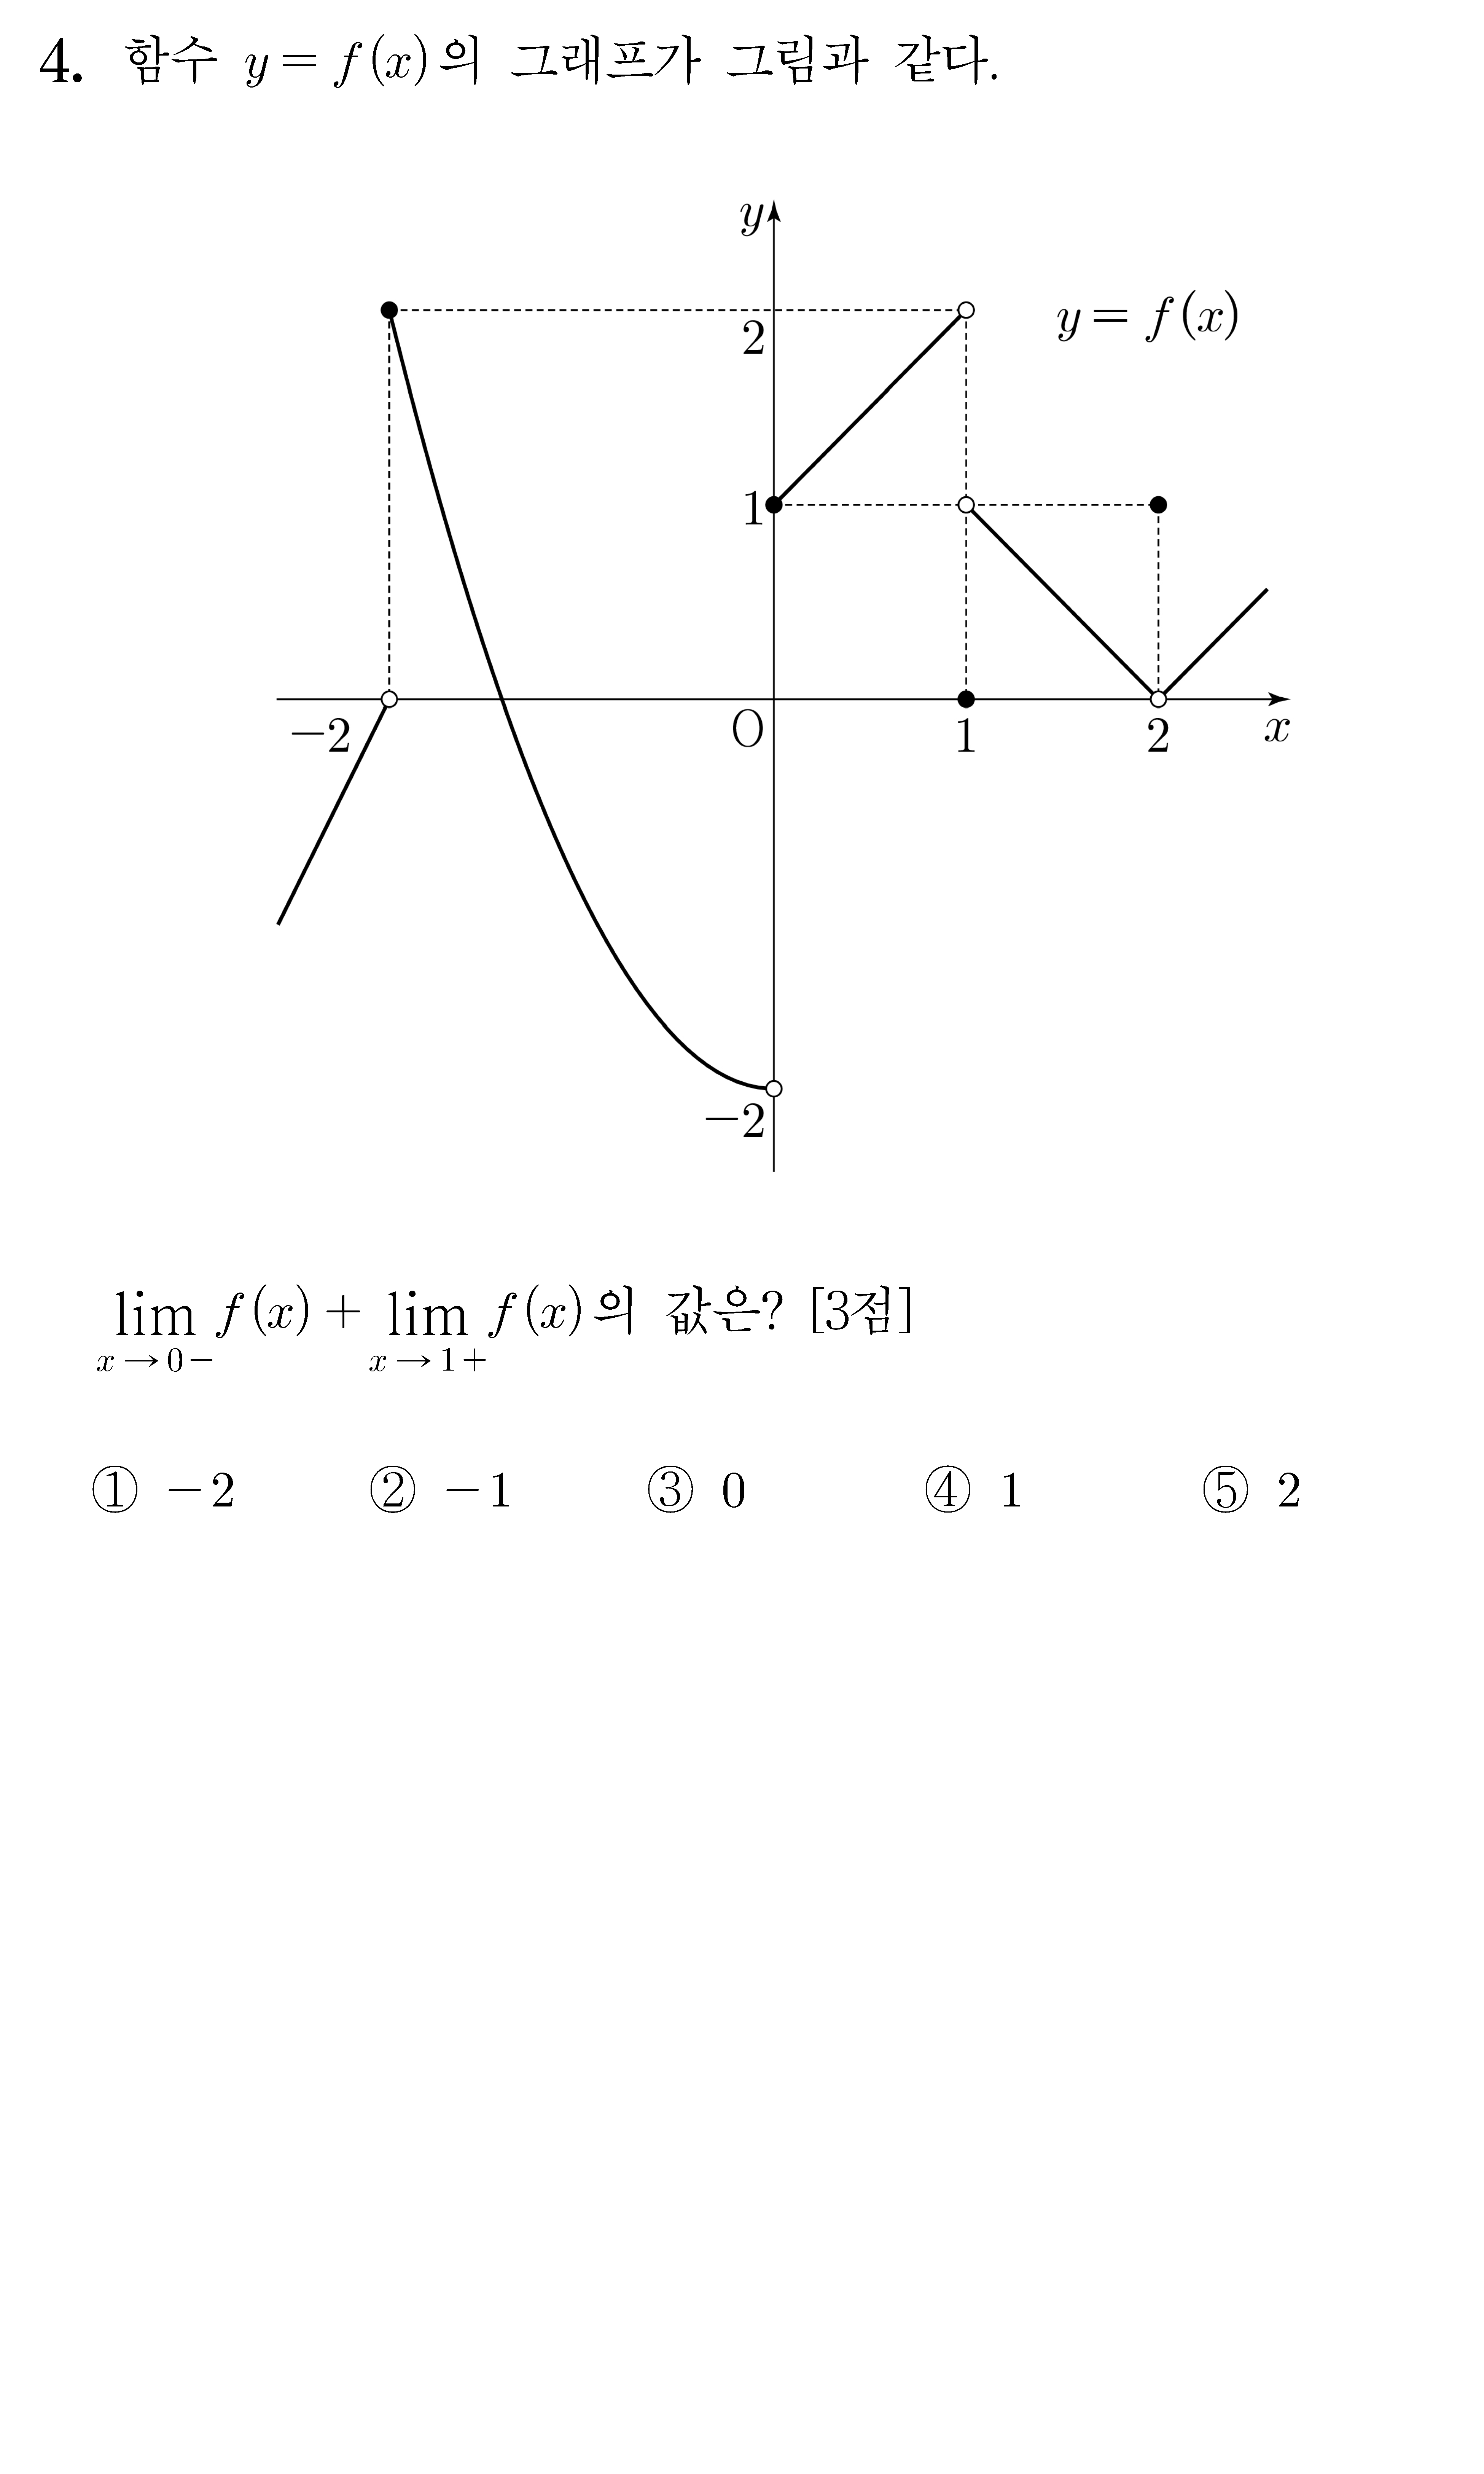 4. 함수 y = f(x)의 그래프가 그림과 같다.
y
2
y = f(x)
1
-2
O
1
2
x
-2
lim f(x) + lim f(x)의 값은? [3점]
x→0- x→1+
① -2 ② -1 ③ 0 ④ 1 ⑤ 2